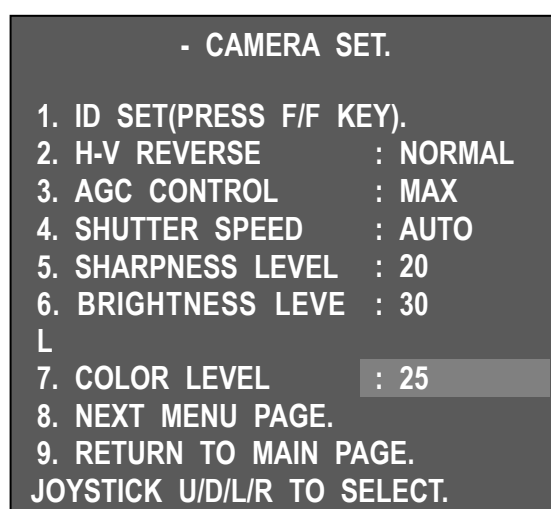 - CAMERA SET.
1. ID SET(PRESS F/F KEY).
2. H-V REVERSE : NORMAL
3. AGC CONTROL : MAX
4. SHUTTER SPEED : AUTO
5. SHARPNESS LEVEL : 20
6. BRIGHTNESS LEVE : 30
L
7. COLOR LEVEL : 25
8. NEXT MENU PAGE.
9. RETURN TO MAIN PAGE.
JOYSTICK U/D/L/R TO SELECT.